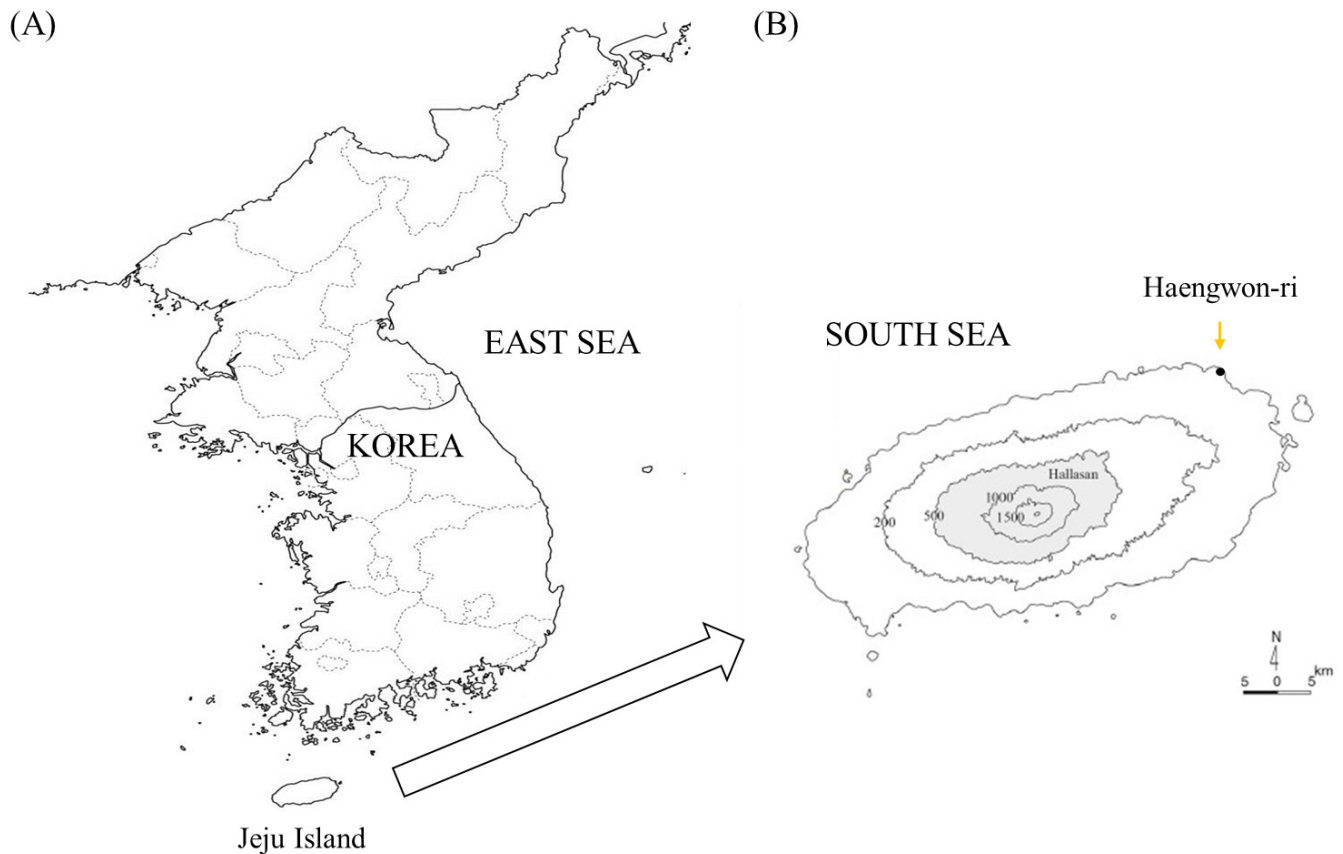 (A)
(B)
Haengwon-ri
EAST SEA
SOUTH SEA
KOREA
Hallasan
1000
200
500
1500
N
km
5
0
5
Jeju Island